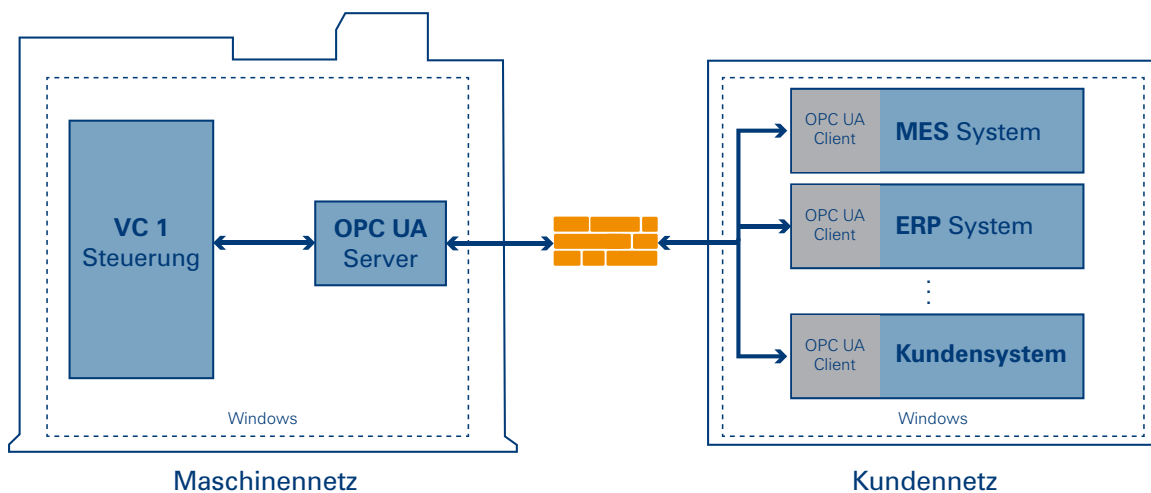 VC 1
Steuerung
OPC UA
Server
Windows
Maschinennetz
OPC UA
Client
MES System
OPC UA
Client
ERP System
OPC UA
Client
Kundensystem
Windows
Kundennetz